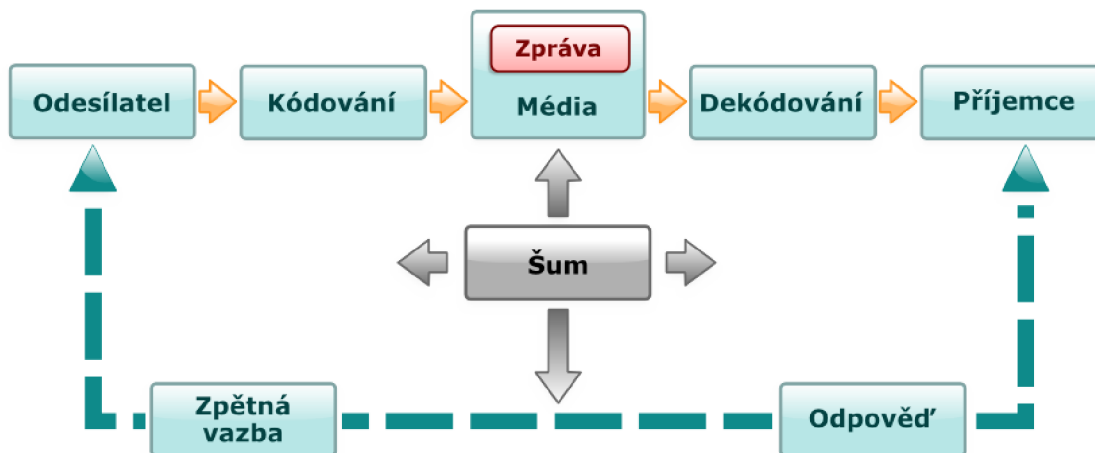 Zpráva
Odesílatel
Kódování
Média
Dekódování
Příjemce
Šum
Zpětná
vazba
Odpověď